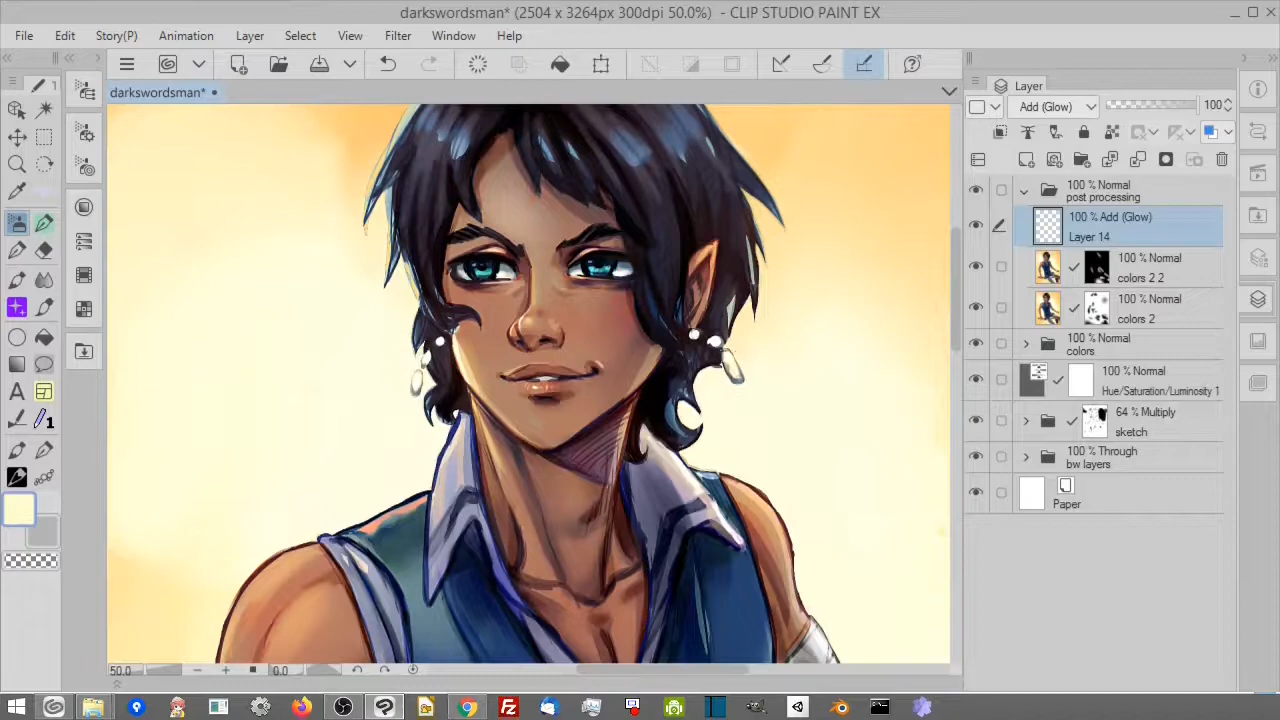 darkswordsman* (2504 x 3264px 300dpi 50.0%) - CLIP STUDIO PAINT EX
File Edit Story(P) Animation Layer Select View Filter Window Help
darkswordsman*
Layer
Add (Glow) 100
100 % Normal
post processing
100 % Add (Glow)
Layer 14
100 % Normal
colors 2 2
100 % Normal
colors 2
100 % Normal
colors
100 % Normal
Hue/Saturation/Luminosity 1
64 % Multiply
sketch
100 % Through
bw layers
Paper
50.0 0.0